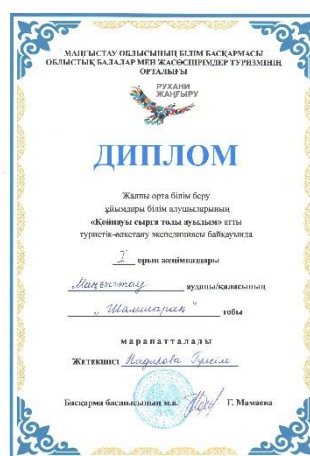 МАҢҒЫСТАУ ОБЛЫСЫНЫҢ БІЛІМ БАСҚАРМАСЫ
ОБЛЫСТЫҚ БАЛАЛАР МЕН ЖАСӨСПІРІМДЕР ТУРИЗМІНІҢ
ОРТАЛЫҒЫ
РУХАНИ
ЖАҢҒЫРУ
ДИПЛОМ
Жалпы орта білім беру
ұйымдары білім алушыларының
«Қойнауы сырға толы ауылым» атты
туристік-өлкетану экспедициясы байқауында
I орын жеңімпаздары
Маңғыстау ауданы/қаласының
„Шамшырақ" тобы
марапатталады
Жетекшісі Надирова
Басқарма басшысының м.а. Г. Мамаева